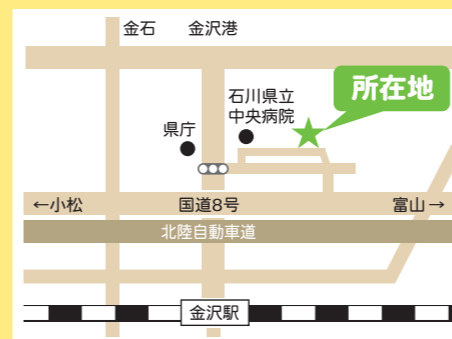 金石
金沢港
所在地
石川県立
中央病院
県庁
←小松
国道8号
富山→
北陸自動車道
金沢駅